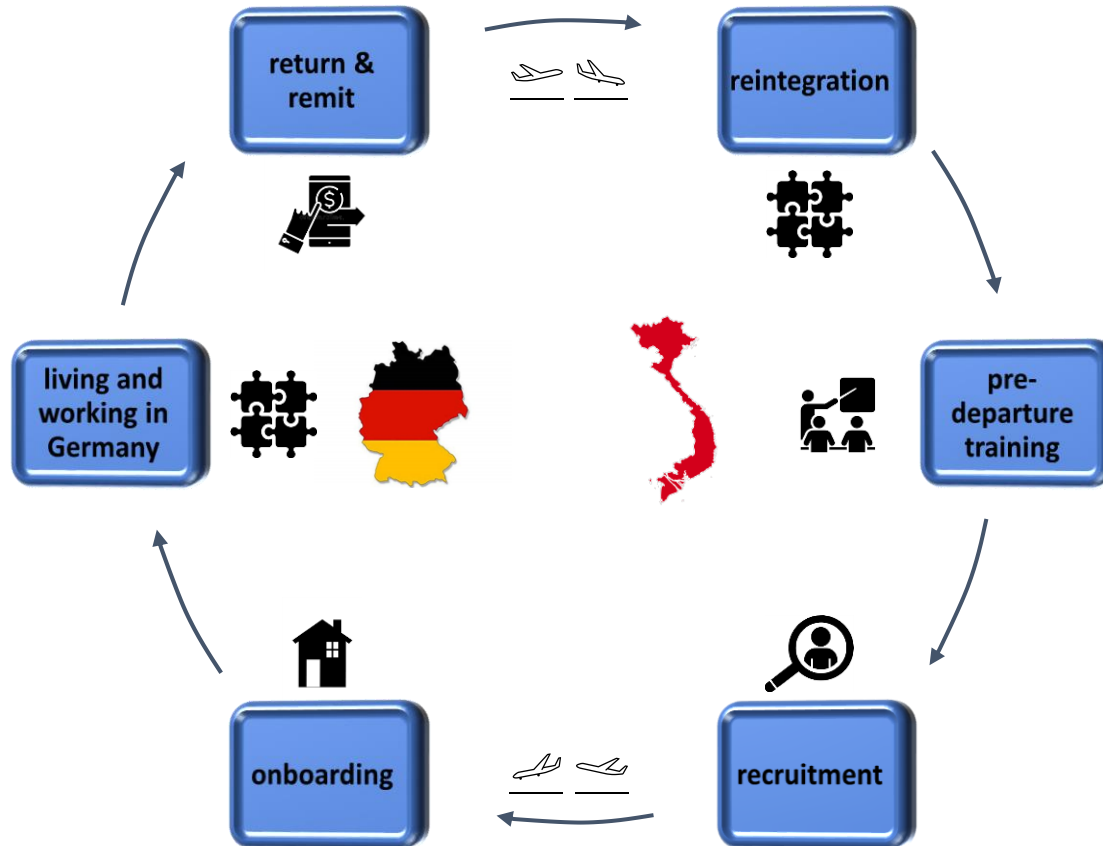 return &
remit
reintegration
living and
working in
Germany
pre-
departure
training
onboarding
recruitment
$